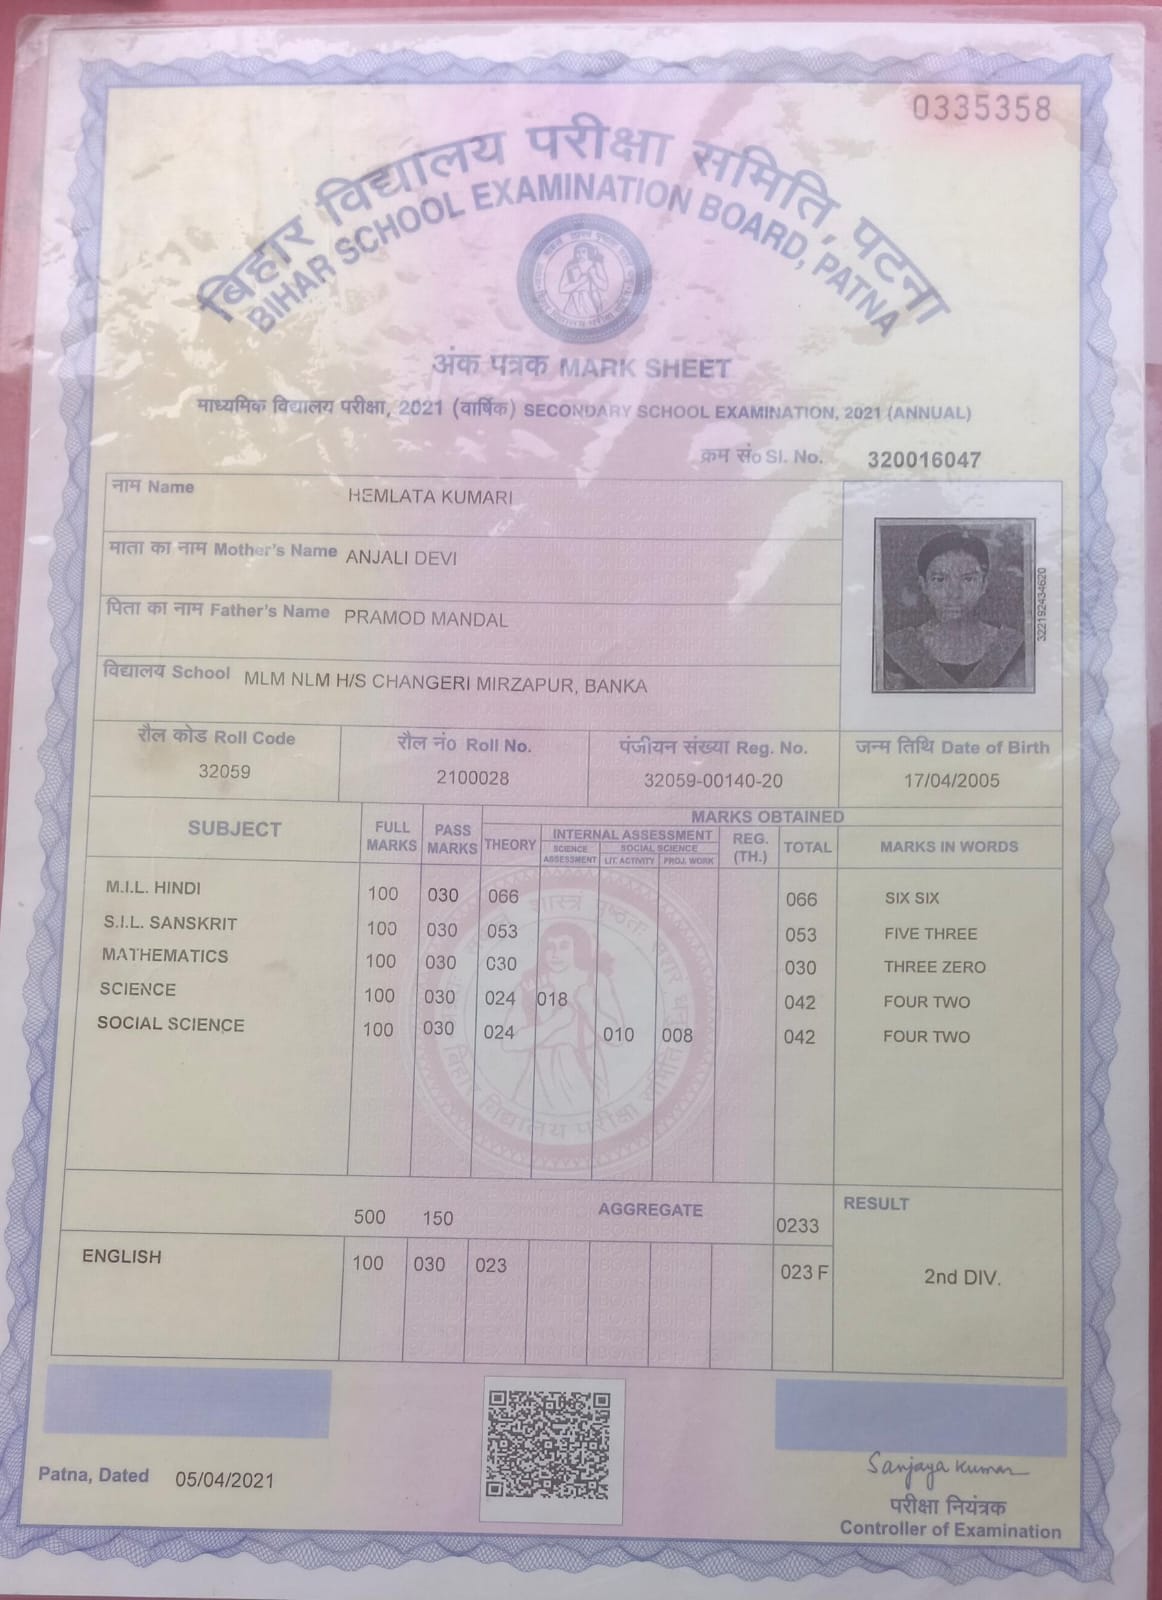 0335358
बिहार विद्यालय परीक्षा समिति, पटना
BIHAR SCHOOL EXAMINATION BOARD, PATNA
अंक पत्रक MARK SHEET
माध्यमिक विद्यालय परीक्षा, 2021 (वार्षिक) SECONDARY SCHOOL EXAMINATION, 2021 (ANNUAL)
क्रम सं० Sl. No. 320016047
नाम Name HEMLATA KUMARI
माता का नाम Mother's Name ANJALI DEVI
पिता का नाम Father's Name PRAMOD MANDAL
विद्यालय School MLM NLM H/S CHANGERI MIRZAPUR, BANKA
322192434620
रौल कोड Roll Code रौल नं० Roll No. पंजीयन संख्या Reg. No. जन्म तिथि Date of Birth
32059 2100028 32059-00140-20 17/04/2005
SUBJECT FULL MARKS PASS MARKS MARKS OBTAINED
THEORY INTERNAL ASSESSMENT REG. (TH.) TOTAL MARKS IN WORDS
SCIENCE ASSESSMENT SOCIAL SCIENCE
LIT. ACTIVITY PROJ. WORK
M.I.L. HINDI 100 030 066 066 SIX SIX
S.I.L. SANSKRIT 100 030 053 053 FIVE THREE
MATHEMATICS 100 030 030 030 THREE ZERO
SCIENCE 100 030 024 018 042 FOUR TWO
SOCIAL SCIENCE 100 030 024 010 008 042 FOUR TWO
500 150 AGGREGATE 0233 RESULT
ENGLISH 100 030 023 023 F 2nd DIV.
Patna, Dated 05/04/2021
Sanjaya Kumar
परीक्षा नियंत्रक
Controller of Examination